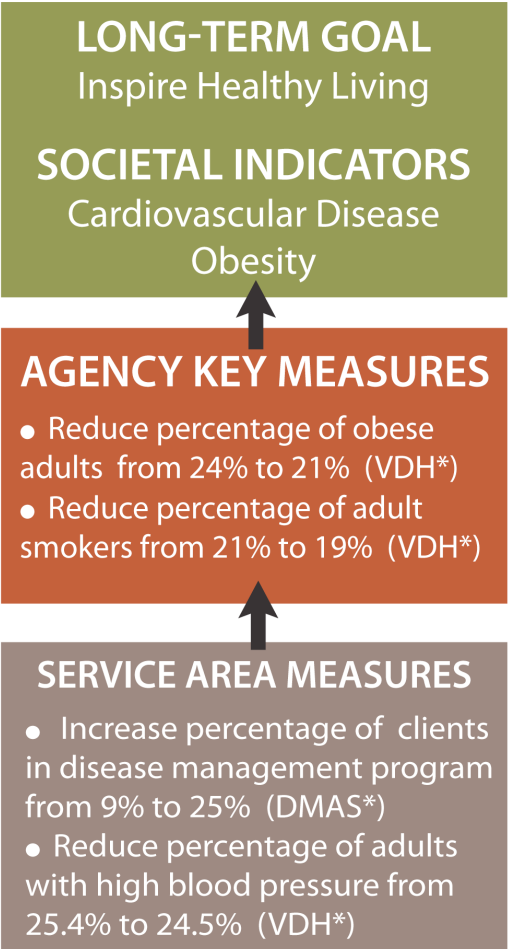 LONG-TERM GOAL
Inspire Healthy Living
SOCIETAL INDICATORS
Cardiovascular Disease
Obesity
AGENCY KEY MEASURES
● Reduce percentage of obese
adults from 24% to 21% (VDH*)
● Reduce percentage of adult
smokers from 21% to 19% (VDH*)
SERVICE AREA MEASURES
● Increase percentage of clients
in disease management program
from 9% to 25% (DMAS*)
● Reduce percentage of adults
with high blood pressure from
25.4% to 24.5% (VDH*)